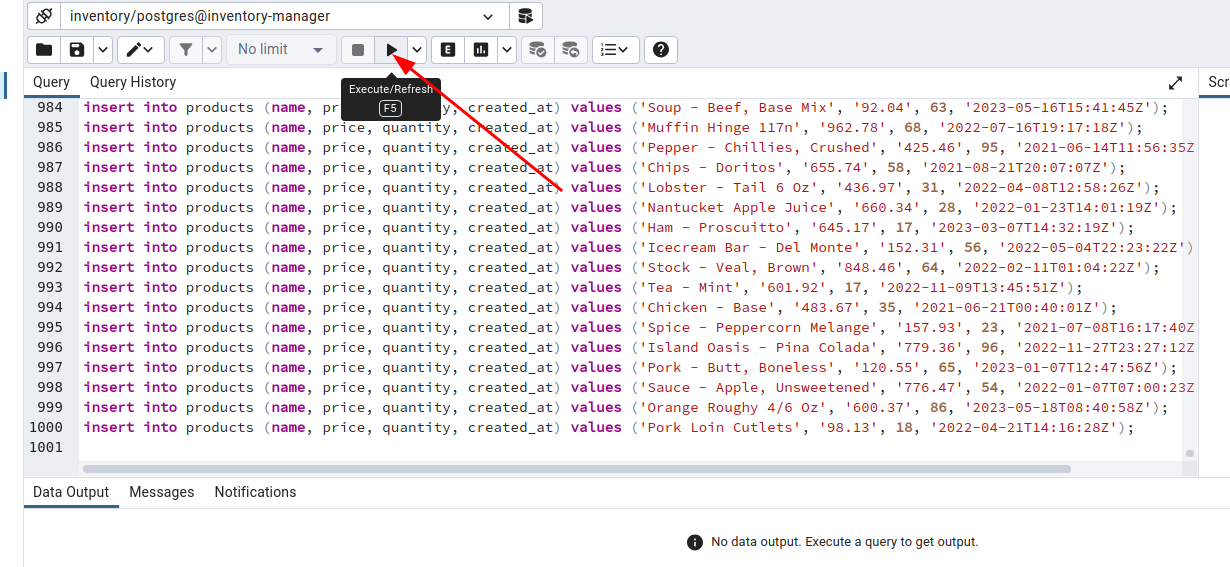 inventory/postgres@inventory-manager
No limit
E
Query Query History Scr
Execute/Refresh
F5
984 insert into products (name, pr y, created_at) values ('Soup - Beef, Base Mix', '92.04', 63, '2023-05-16T15:41:45Z');
985 insert into products (name, price, quantity, created_at) values ('Muffin Hinge 117n', '962.78', 68, '2022-07-16T19:17:18Z');
986 insert into products (name, price, quantity, created_at) values ('Pepper - Chillies, Crushed', '425.46', 95, '2021-06-14T11:56:35Z
987 insert into products (name, price, quantity, created_at) values ('Chips - Doritos', '655.74', 58, '2021-08-21T20:07:07Z');
988 insert into products (name, price, quantity, created_at) values ('Lobster - Tail 6 Oz', '436.97', 31, '2022-04-08T12:58:26Z');
989 insert into products (name, price, quantity, created_at) values ('Nantucket Apple Juice', '660.34', 28, '2022-01-23T14:01:19Z');
990 insert into products (name, price, quantity, created_at) values ('Ham - Proscuitto', '645.17', 17, '2023-03-07T14:32:19Z');
991 insert into products (name, price, quantity, created_at) values ('Icecream Bar - Del Monte', '152.31', 56, '2022-05-04T22:23:22Z')
992 insert into products (name, price, quantity, created_at) values ('Stock - Veal, Brown', '848.46', 64, '2022-02-11T01:04:22Z');
993 insert into products (name, price, quantity, created_at) values ('Tea - Mint', '601.92', 17, '2022-11-09T13:45:51Z');
994 insert into products (name, price, quantity, created_at) values ('Chicken - Base', '483.67', 35, '2021-06-21T00:40:01Z');
995 insert into products (name, price, quantity, created_at) values ('Spice - Peppercorn Melange', '157.93', 23, '2021-07-08T16:17:40Z
996 insert into products (name, price, quantity, created_at) values ('Island Oasis - Pina Colada', '779.36', 96, '2022-11-27T23:27:12Z
997 insert into products (name, price, quantity, created_at) values ('Pork - Butt, Boneless', '120.55', 65, '2023-01-07T12:47:56Z');
998 insert into products (name, price, quantity, created_at) values ('Sauce - Apple, Unsweetened', '776.47', 54, '2022-01-07T07:00:23Z
999 insert into products (name, price, quantity, created_at) values ('Orange Roughy 4/6 Oz', '600.37', 86, '2023-05-18T08:40:58Z');
1000 insert into products (name, price, quantity, created_at) values ('Pork Loin Cutlets', '98.13', 18, '2022-04-21T14:16:28Z');
1001
Data Output Messages Notifications
No data output. Execute a query to get output.